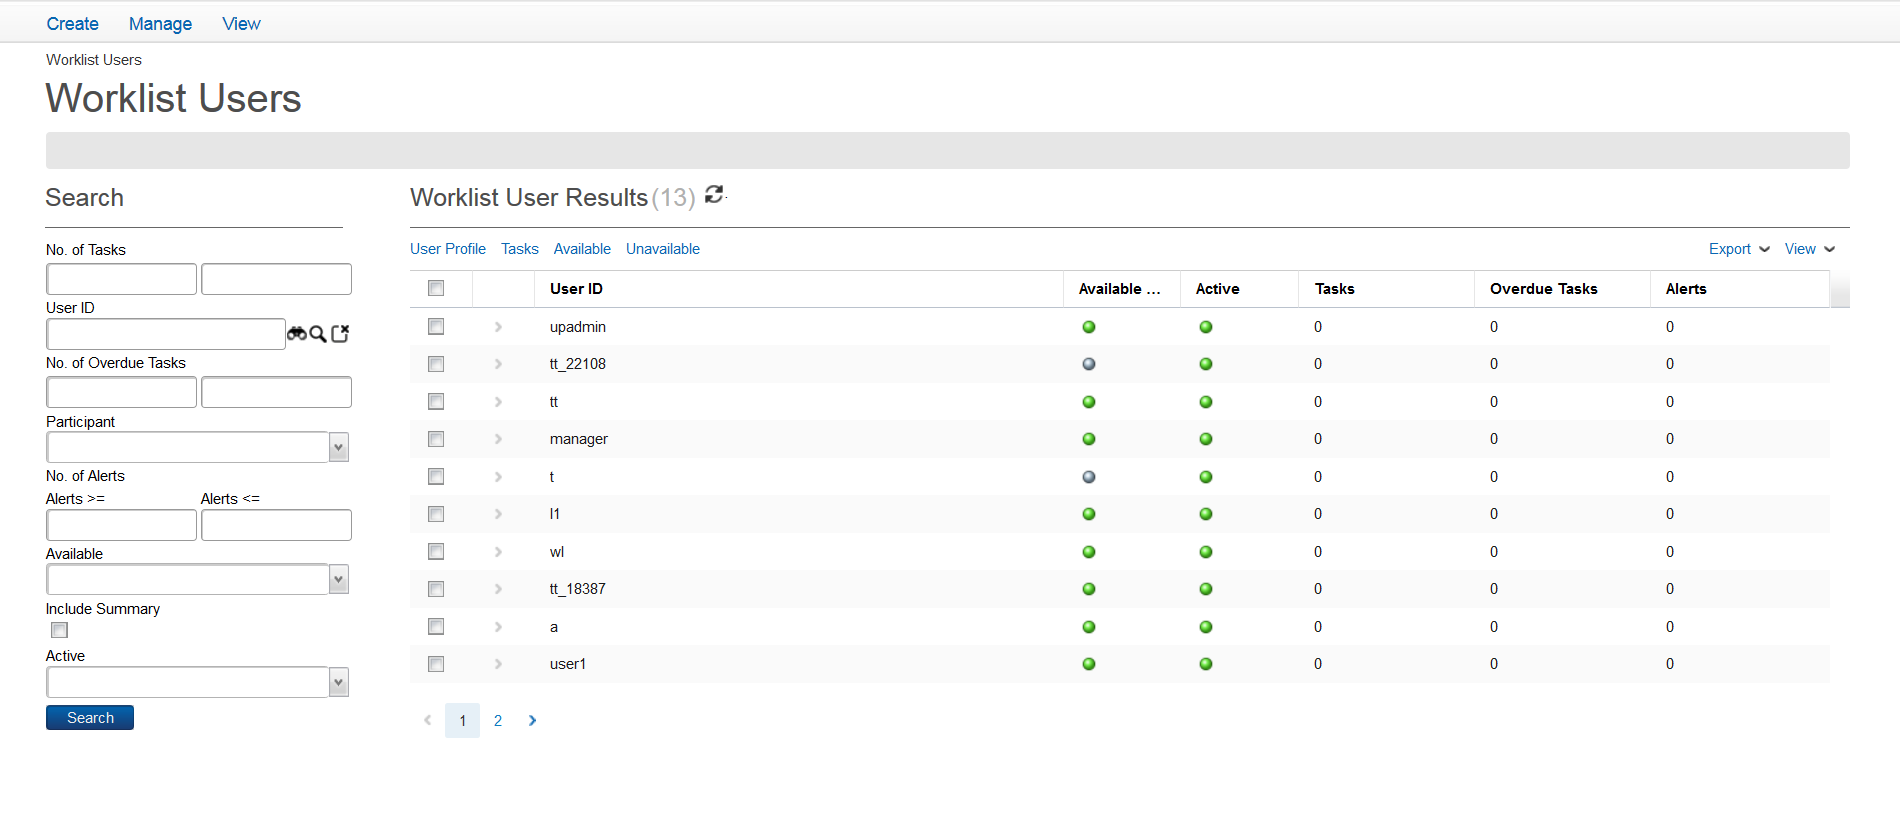 Create Manage View
Worklist Users
Worklist Users
Search
No. of Tasks
User ID
No. of Overdue Tasks
Participant
No. of Alerts
Alerts >= Alerts <=
Available
Include Summary
Active
Search
Worklist User Results (13)
User Profile Tasks Available Unavailable Export View
User ID Available ... Active Tasks Overdue Tasks Alerts
upadmin 0 0 0
tt_22108 0 0 0
tt 0 0 0
manager 0 0 0
t 0 0 0
l1 0 0 0
wl 0 0 0
tt_18387 0 0 0
a 0 0 0
user1 0 0 0
1 2